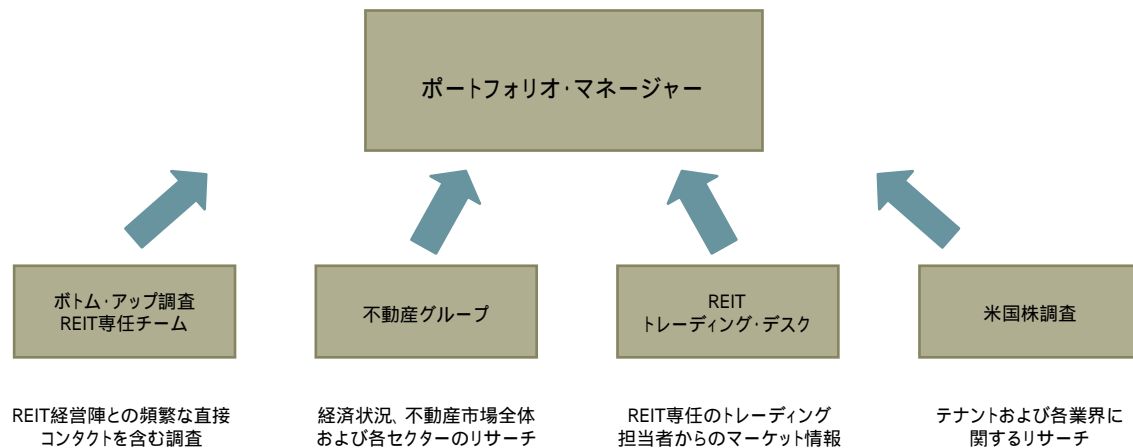 ポートフォリオ・マネージャー
ボトム・アップ調査
REIT専任チーム
不動産グループ
REIT
トレーディング・デスク
米国株調査
REIT経営陣との頻繁な直接
コンタクトを含む調査
経済状況、不動産市場全体
および各セクターのリサーチ
REIT専任のトレーディング
担当者からのマーケット情報
テナントおよび各業界に
関するリサーチ